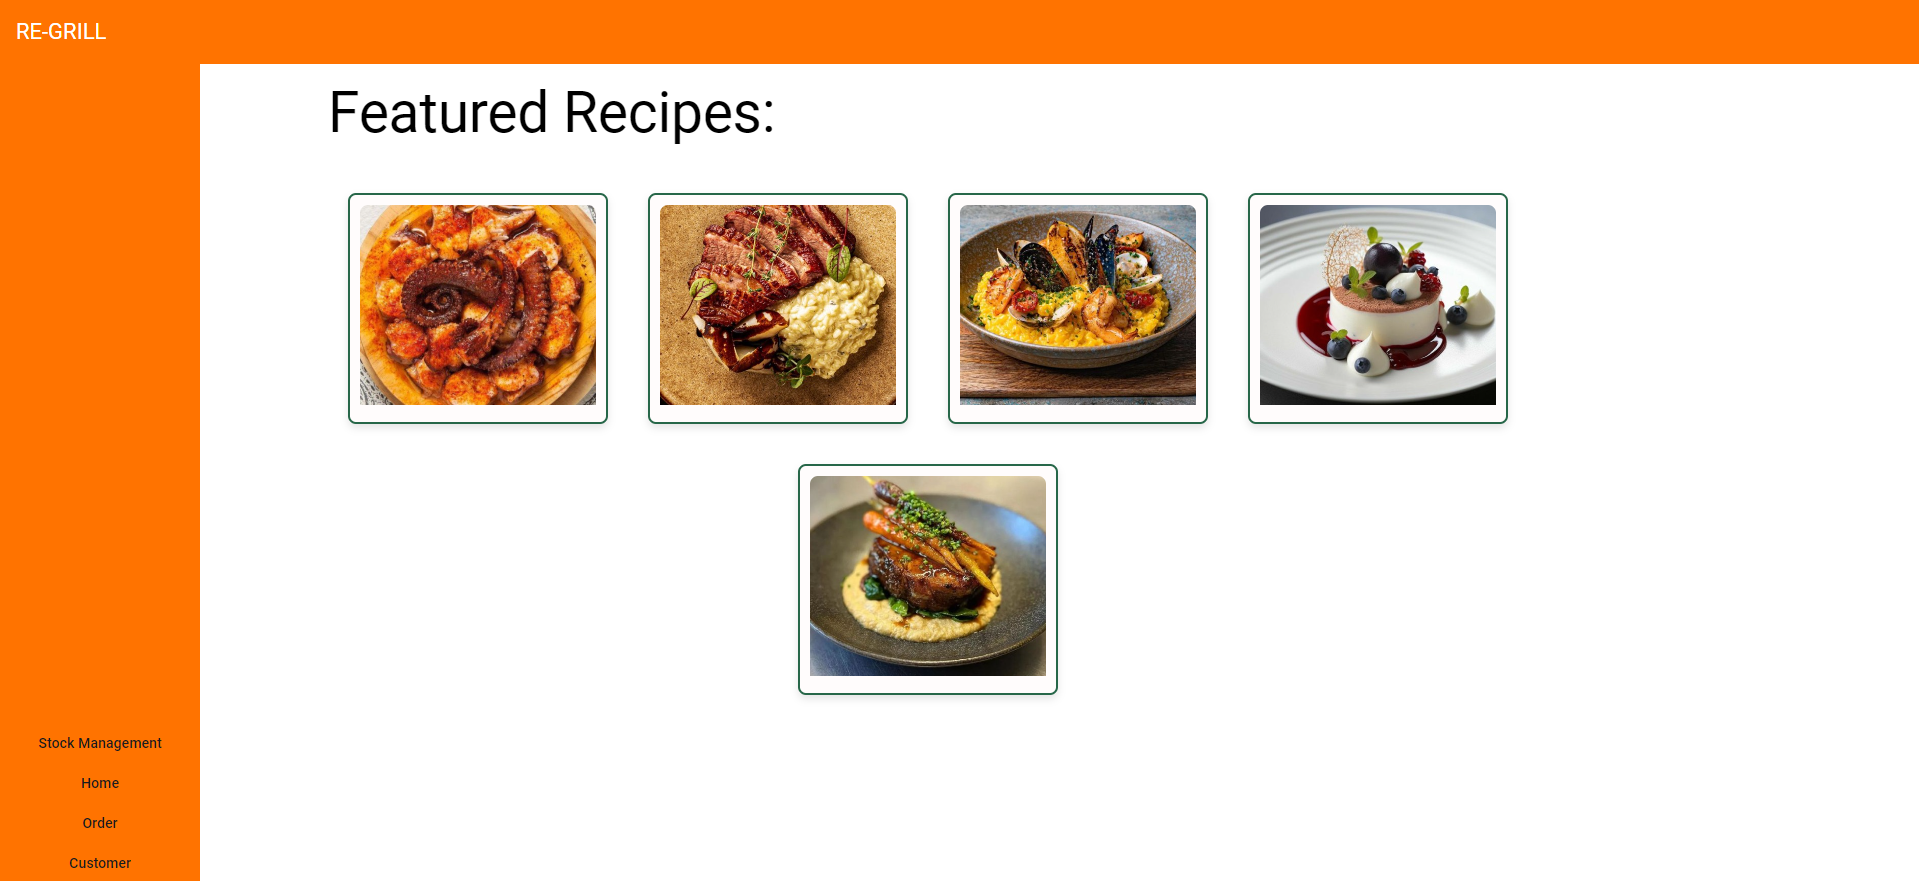 RE-GRILL
Featured Recipes:
Stock Management
Home
Order
Customer